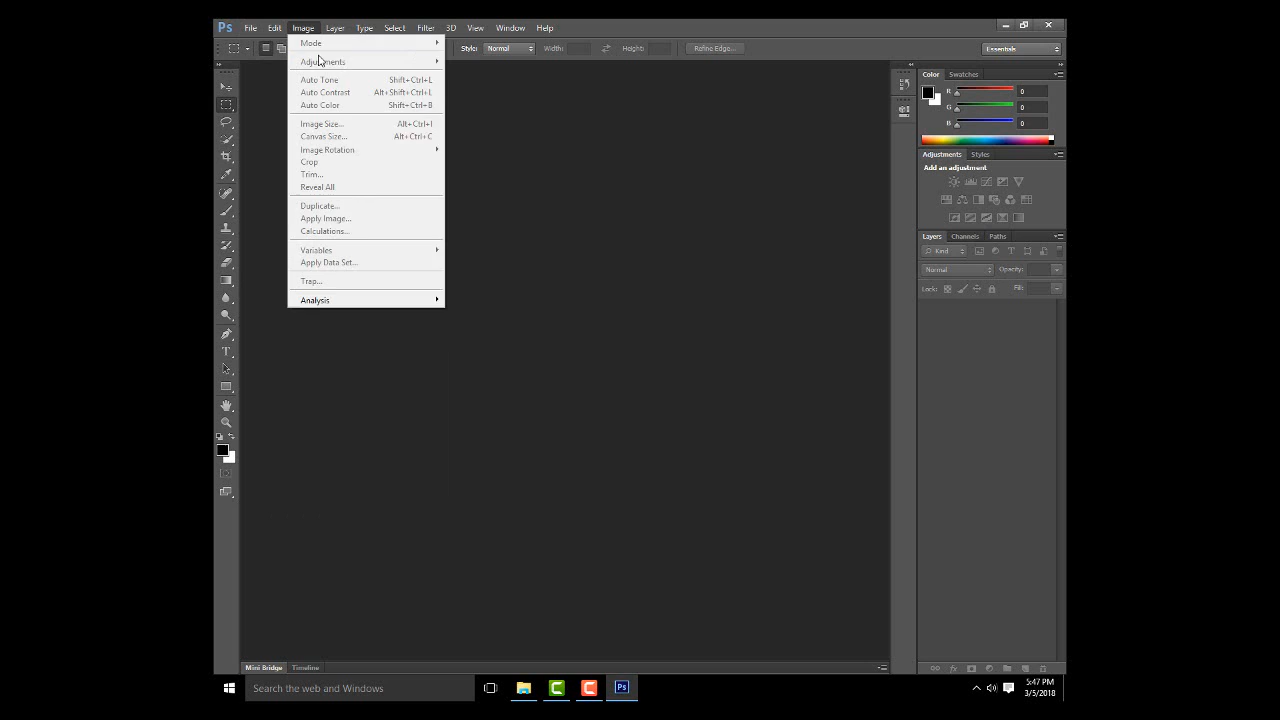 Ps File Edit Image Layer Type Select Filter 3D View Window Help
Style: Normal Width: Height: Refine Edge... Essentials
Mode
Adjustments
Auto Tone Shift+Ctrl+L
Auto Contrast Alt+Shift+Ctrl+L
Auto Color Shift+Ctrl+B
Image Size... Alt+Ctrl+I
Canvas Size... Alt+Ctrl+C
Image Rotation
Crop
Trim...
Reveal All
Duplicate...
Apply Image...
Calculations...
Variables
Apply Data Set...
Trap...
Analysis
Color Swatches
R 0
G 0
B 0
Adjustments Styles
Add an adjustment
Layers Channels Paths
Kind
Normal Opacity:
Lock: Fill:
Mini Bridge Timeline
Search the web and Windows
Ps
5:47 PM
3/5/2018